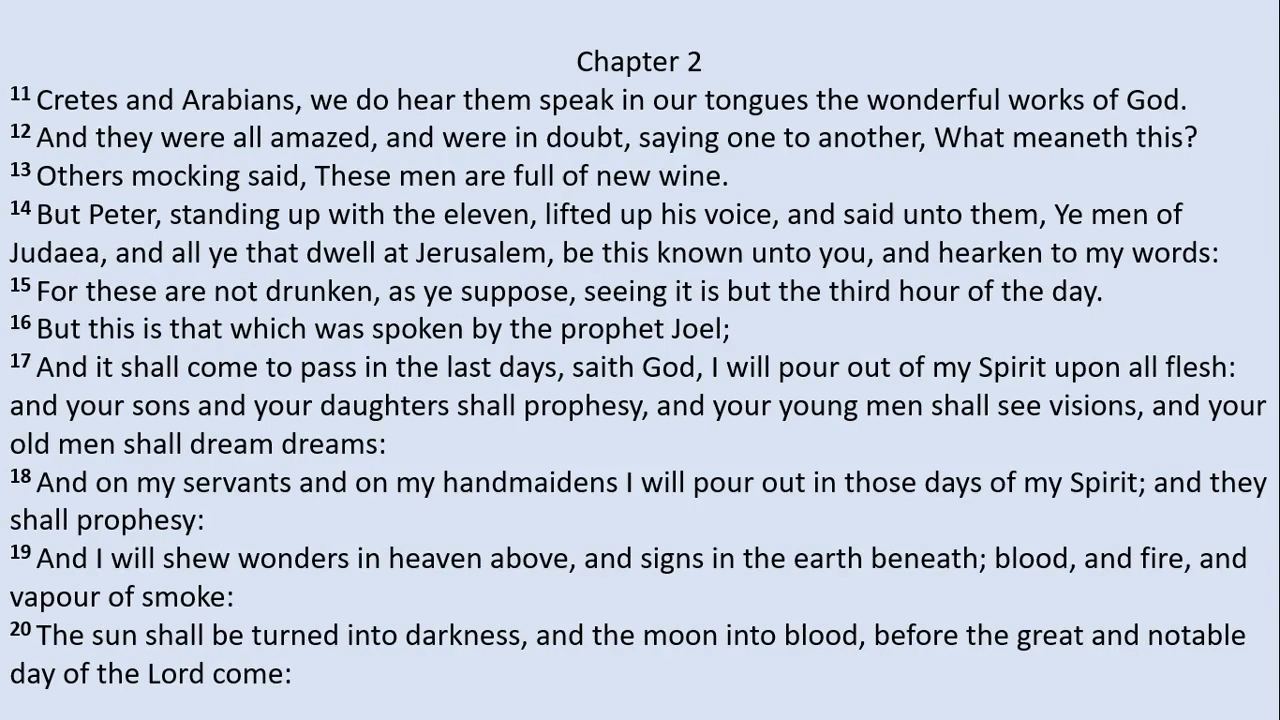 Chapter 2
11 Cretes and Arabians, we do hear them speak in our tongues the wonderful works of God.
12 And they were all amazed, and were in doubt, saying one to another, What meaneth this?
13 Others mocking said, These men are full of new wine.
14 But Peter, standing up with the eleven, lifted up his voice, and said unto them, Ye men of
Judaea, and all ye that dwell at Jerusalem, be this known unto you, and hearken to my words:
15 For these are not drunken, as ye suppose, seeing it is but the third hour of the day.
16 But this is that which was spoken by the prophet Joel;
17 And it shall come to pass in the last days, saith God, I will pour out of my Spirit upon all flesh:
and your sons and your daughters shall prophesy, and your young men shall see visions, and your
old men shall dream dreams:
18 And on my servants and on my handmaidens I will pour out in those days of my Spirit; and they
shall prophesy:
19 And I will shew wonders in heaven above, and signs in the earth beneath; blood, and fire, and
vapour of smoke:
20 The sun shall be turned into darkness, and the moon into blood, before the great and notable
day of the Lord come: